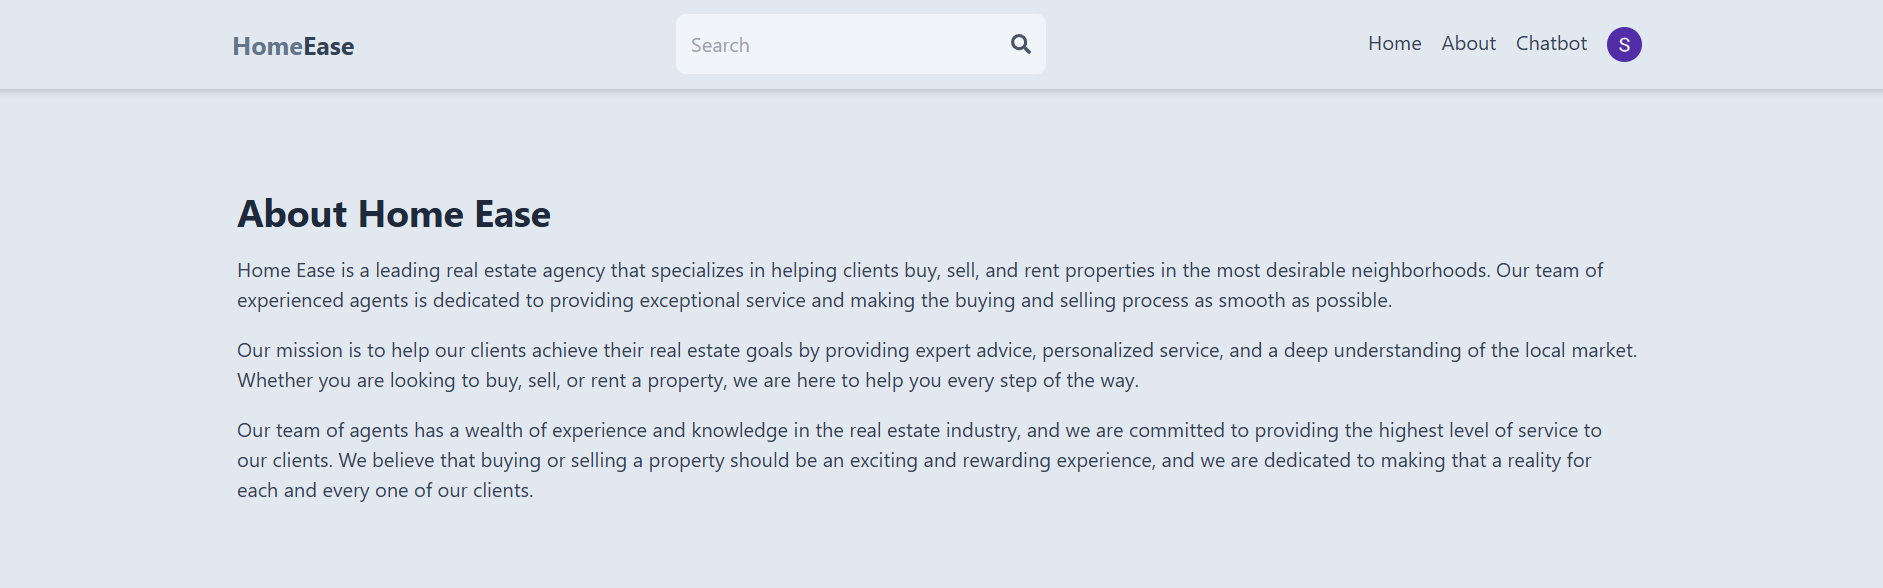 HomeEase
Search
Home About Chatbot S
About Home Ease
Home Ease is a leading real estate agency that specializes in helping clients buy, sell, and rent properties in the most desirable neighborhoods. Our team of
experienced agents is dedicated to providing exceptional service and making the buying and selling process as smooth as possible.
Our mission is to help our clients achieve their real estate goals by providing expert advice, personalized service, and a deep understanding of the local market.
Whether you are looking to buy, sell, or rent a property, we are here to help you every step of the way.
Our team of agents has a wealth of experience and knowledge in the real estate industry, and we are committed to providing the highest level of service to
our clients. We believe that buying or selling a property should be an exciting and rewarding experience, and we are dedicated to making that a reality for
each and every one of our clients.